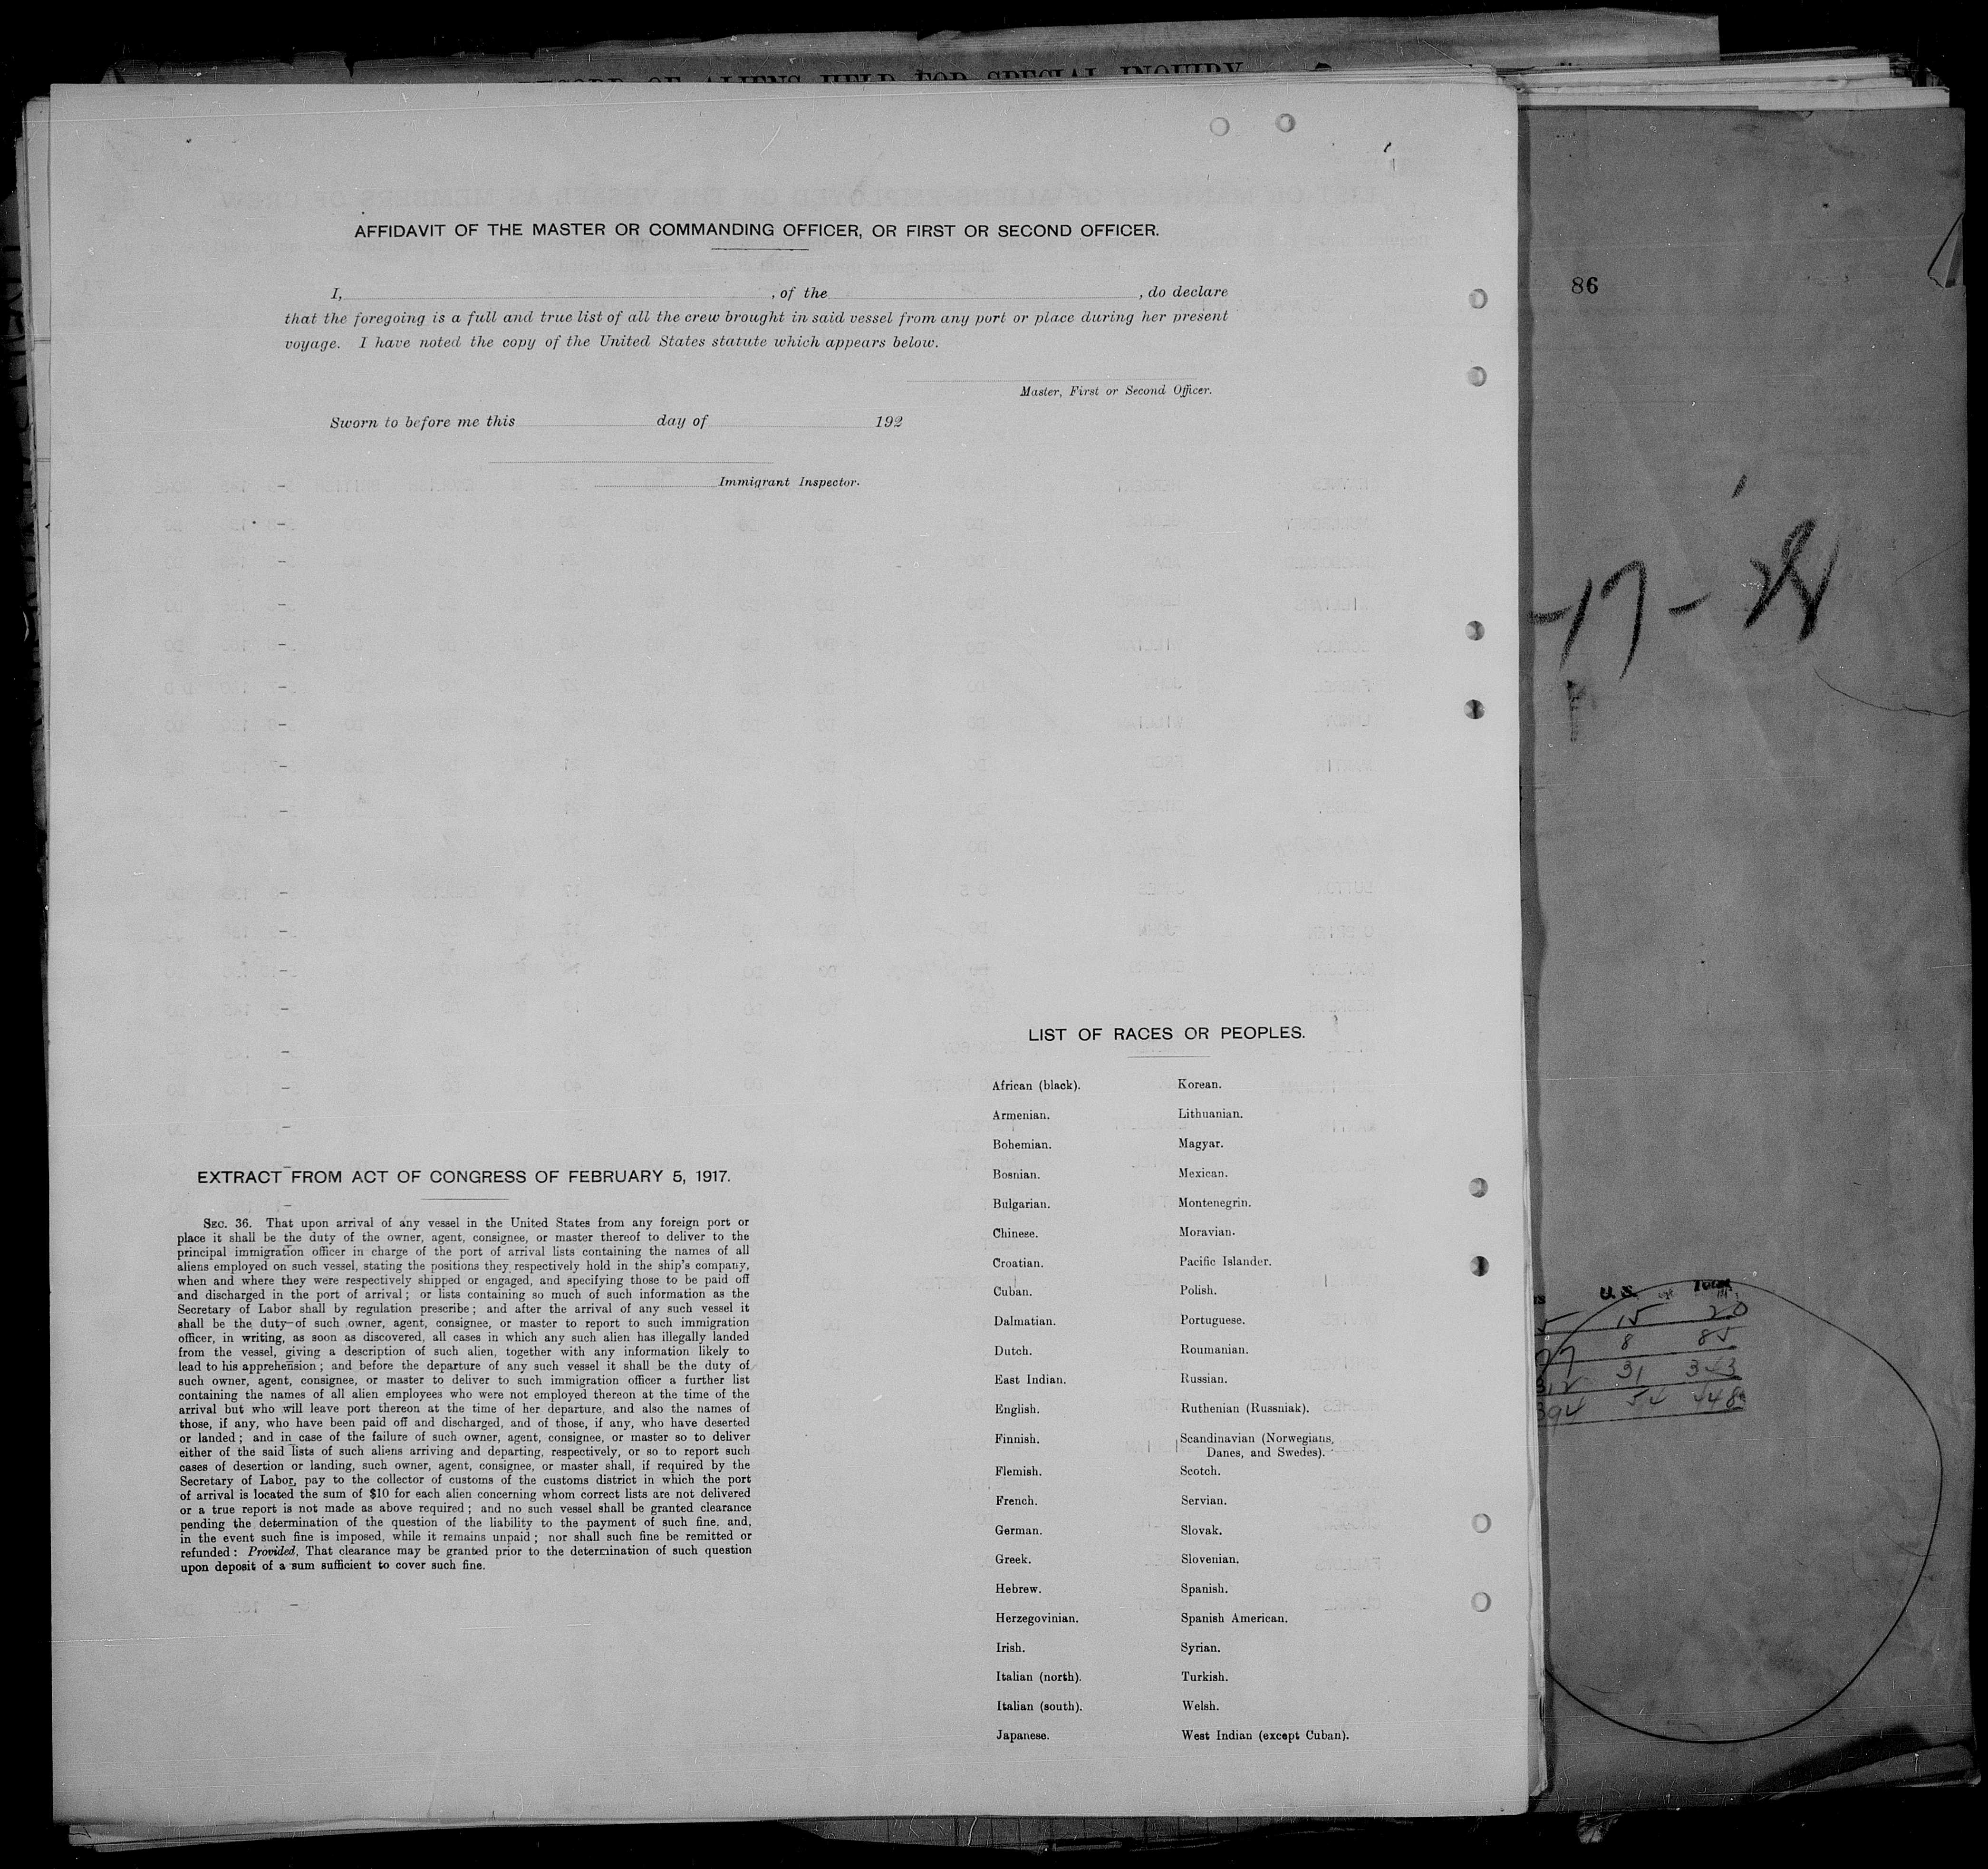 RECORD OF ALIENS HELD FOR SPECIAL INQUIRY
AFFIDAVIT OF THE MASTER OR COMMANDING OFFICER, OR FIRST OR SECOND OFFICER.
I, , of the , do declare
that the foregoing is a full and true list of all the crew brought in said vessel from any port or place during her present
voyage. I have noted the copy of the United States statute which appears below.
Master, First or Second Officer.
Sworn to before me this day of 192
Immigrant Inspector.
EXTRACT FROM ACT OF CONGRESS OF FEBRUARY 5, 1917.
SEC. 36. That upon arrival of any vessel in the United States from any foreign port or
place it shall be the duty of the owner, agent, consignee, or master thereof to deliver to the
principal immigration officer in charge of the port of arrival lists containing the names of all
aliens employed on such vessel, stating the positions they respectively hold in the ship's company,
when and where they were respectively shipped or engaged, and specifying those to be paid off
and discharged in the port of arrival; or lists containing so much of such information as the
Secretary of Labor shall by regulation prescribe; and after the arrival of any such vessel it
shall be the duty of such owner, agent, consignee, or master to report to such immigration
officer, in writing, as soon as discovered, all cases in which any such alien has illegally landed
from the vessel, giving a description of such alien, together with any information likely to
lead to his apprehension; and before the departure of any such vessel it shall be the duty of
such owner, agent, consignee, or master to deliver to such immigration officer a further list
containing the names of all alien employees who were not employed thereon at the time of the
arrival but who will leave port thereon at the time of her departure, and also the names of
those, if any, who have been paid off and discharged, and of those, if any, who have deserted
or landed; and in case of the failure of such owner, agent, consignee, or master so to deliver
either of the said lists of such aliens arriving and departing, respectively, or so to report such
cases of desertion or landing, such owner, agent, consignee, or master shall, if required by the
Secretary of Labor, pay to the collector of customs of the customs district in which the port
of arrival is located the sum of $10 for each alien concerning whom correct lists are not delivered
or a true report is not made as above required; and no such vessel shall be granted clearance
pending the determination of the question of the liability to the payment of such fine, and,
in the event such fine is imposed, while it remains unpaid; nor shall such fine be remitted or
refunded: Provided, That clearance may be granted prior to the determination of such question
upon deposit of a sum sufficient to cover such fine.
LIST OF RACES OR PEOPLES.
African (black).
Armenian.
Bohemian.
Bosnian.
Bulgarian.
Chinese.
Croatian.
Cuban.
Dalmatian.
Dutch.
East Indian.
English.
Finnish.
Flemish.
French.
German.
Greek.
Hebrew.
Herzegovinian.
Irish.
Italian (north).
Italian (south).
Japanese.
Korean.
Lithuanian.
Magyar.
Mexican.
Montenegrin.
Moravian.
Pacific Islander.
Polish.
Portuguese.
Roumanian.
Russian.
Ruthenian (Russniak).
Scandinavian (Norwegians,
Danes, and Swedes).
Scotch.
Servian.
Slovak.
Slovenian.
Spanish.
Spanish American.
Syrian.
Turkish.
Welsh.
West Indian (except Cuban).
86
-17-24
U.S.
5 15 20
77 8 85
312 31 343
394 54 448